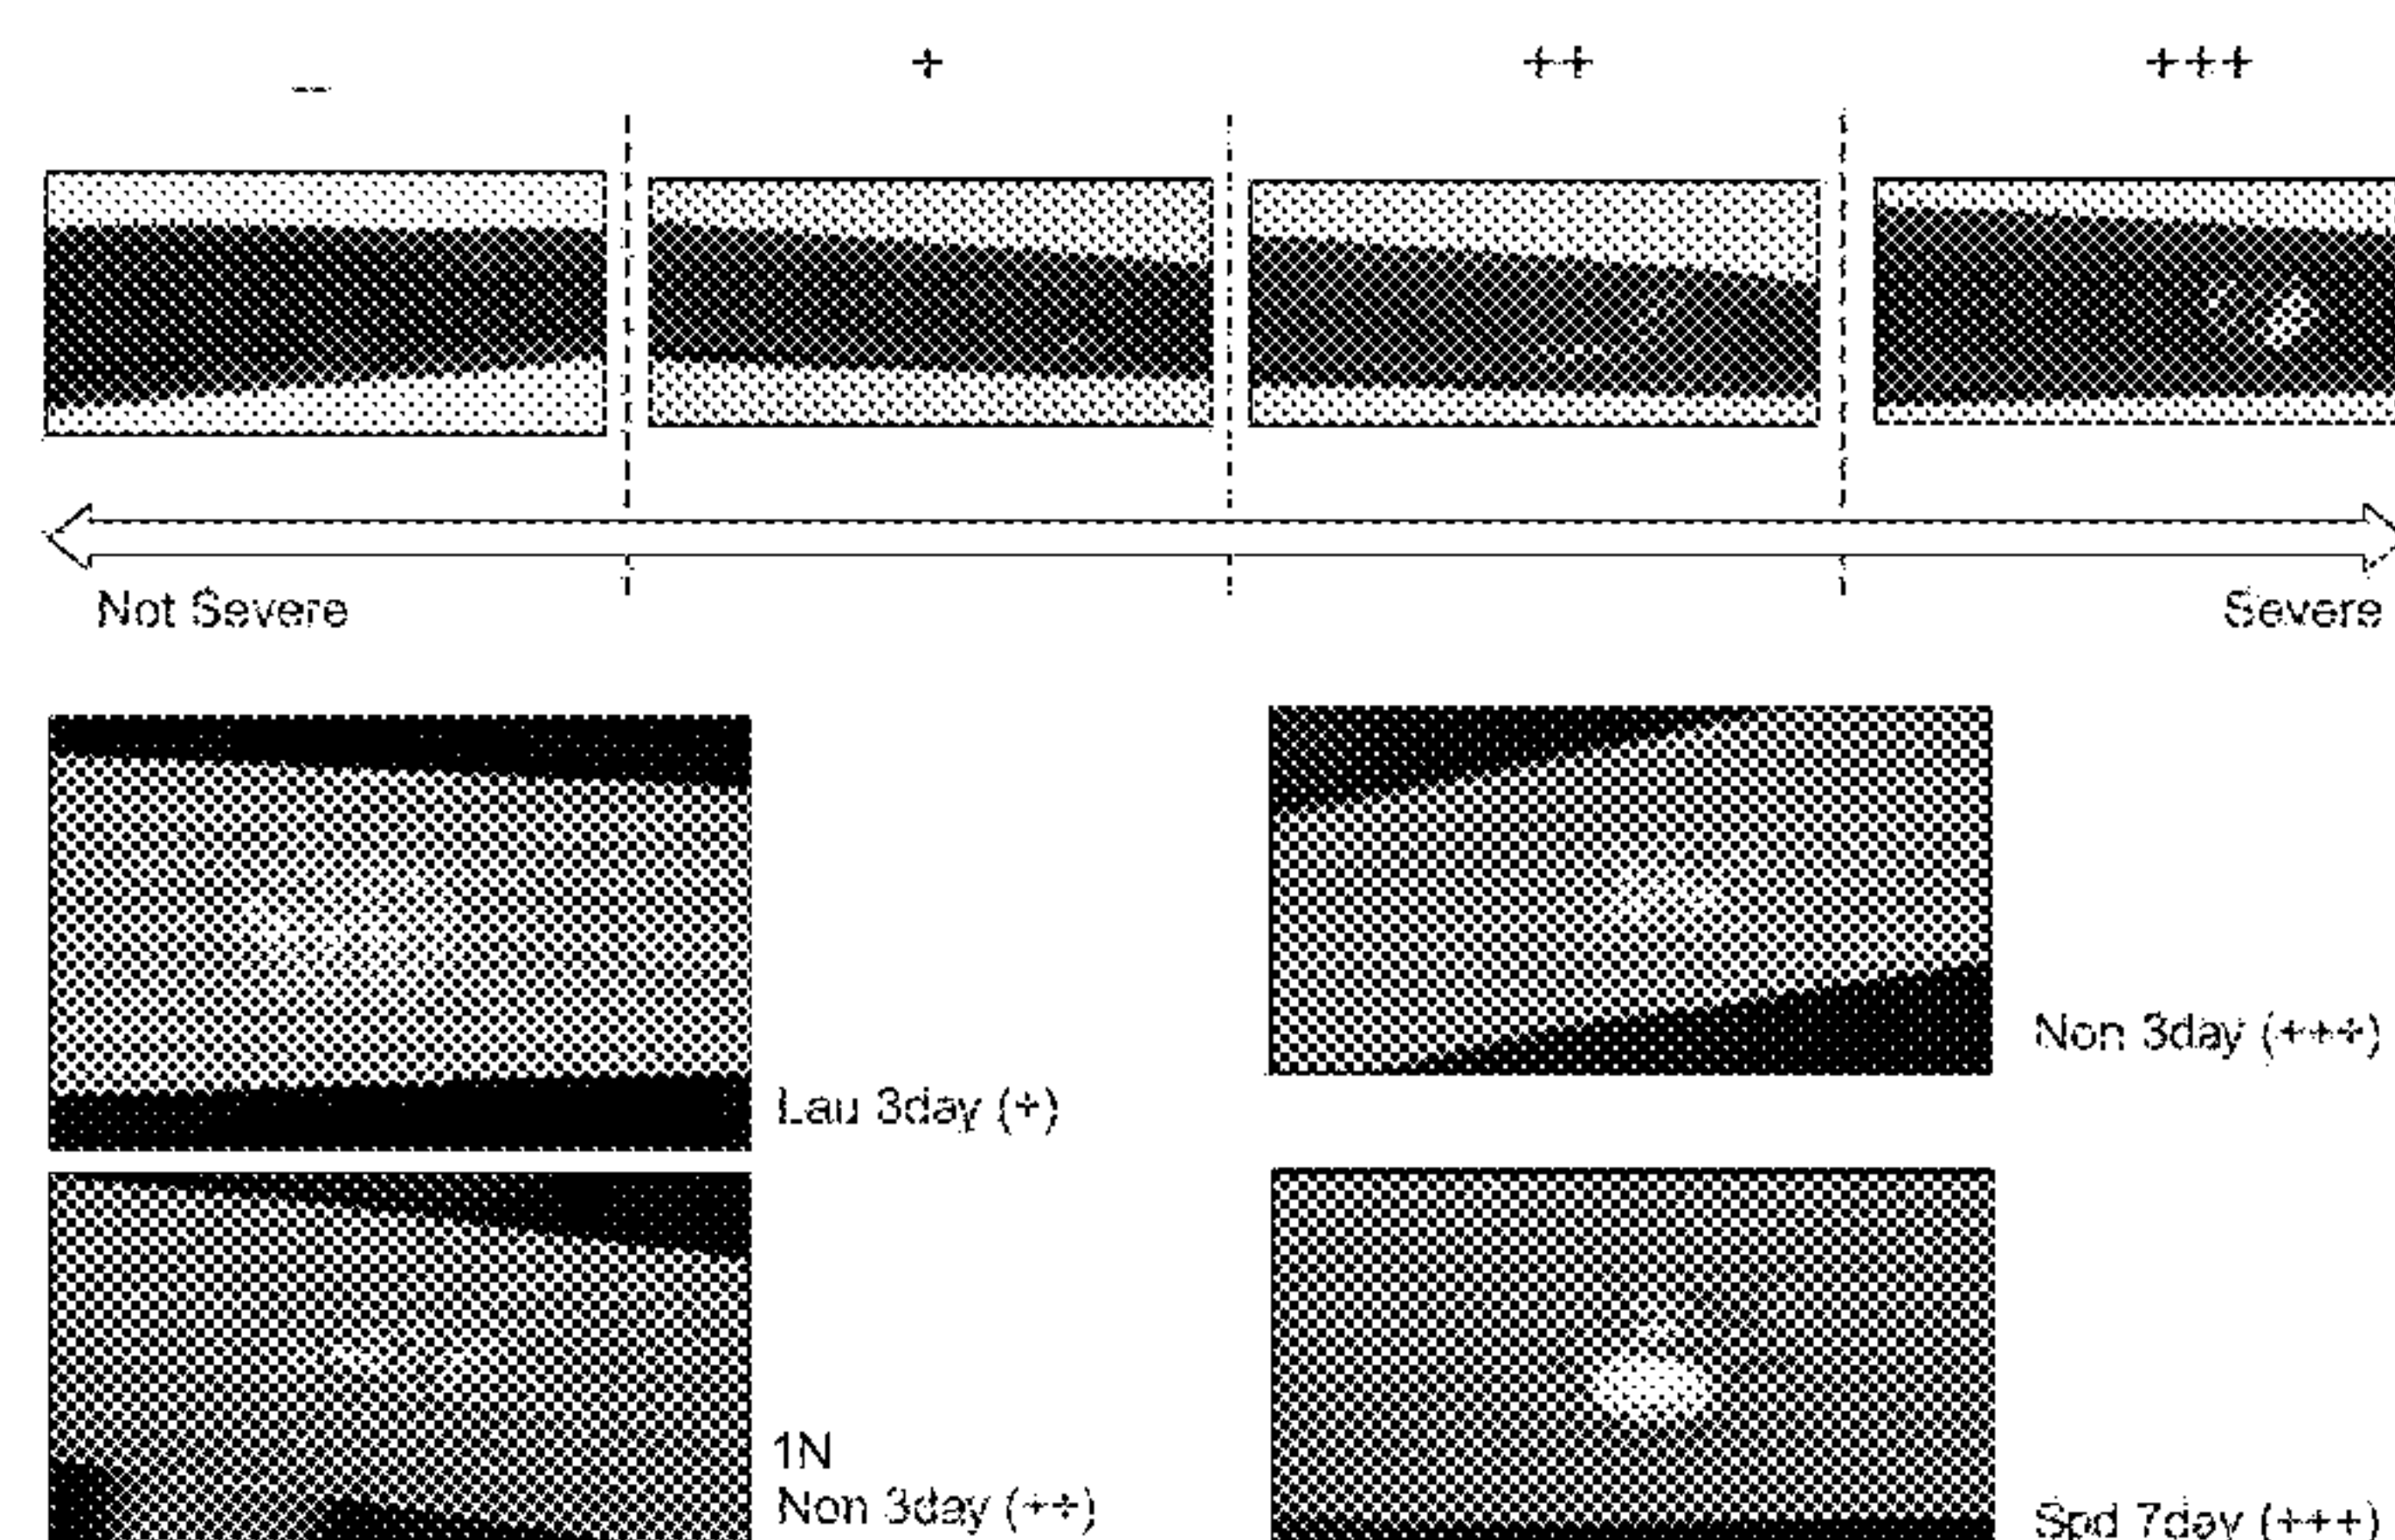 – + ++ +++
Not Severe Severe
Lau 3day (+)
Non 3day (+++)
1N
Non 3day (++)
Spd 7day (+++)